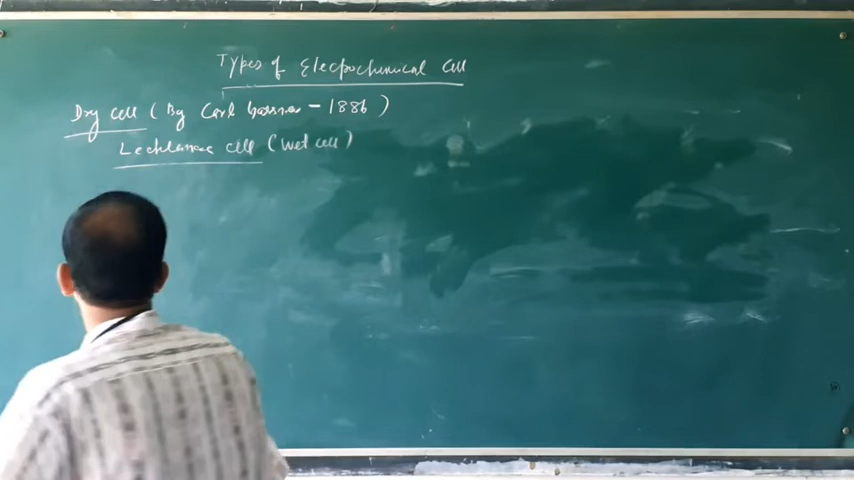 Types of Electrochemical Cell
Dry cell ( By Carl Gassner - 1886 )
Leclanche cell ( Wet cell )